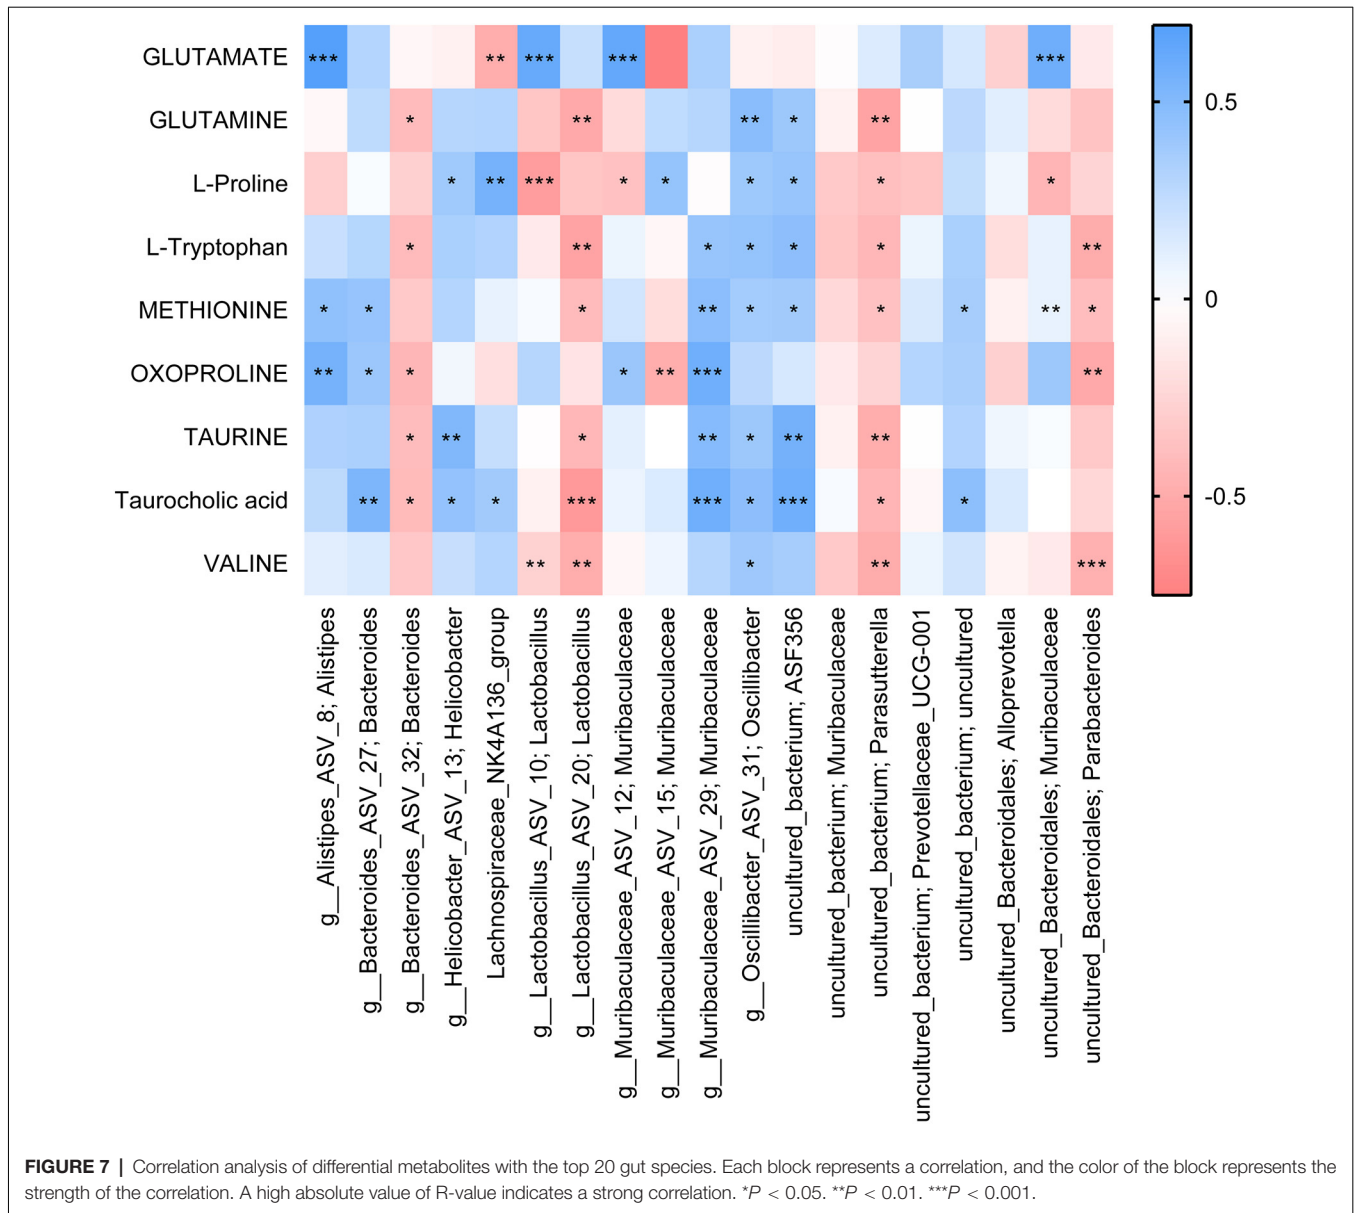 GLUTAMATE *** ** *** *** ***
GLUTAMINE * ** ** * **
L-Proline * ** *** * * * * * *
L-Tryptophan * ** * * * * **
METHIONINE * * * ** * * * * ** *
OXOPROLINE ** * * * ** *** **
TAURINE * ** * ** * ** **
Taurocholic acid ** * * * *** *** * *** * *
VALINE ** ** * ** ***
0.5
0
-0.5
g__Alistipes_ASV_8; Alistipes
g__Bacteroides_ASV_27; Bacteroides
g__Bacteroides_ASV_32; Bacteroides
g__Helicobacter_ASV_13; Helicobacter
Lachnospiraceae_NK4A136_group
g__Lactobacillus_ASV_10; Lactobacillus
g__Lactobacillus_ASV_20; Lactobacillus
g__Muribaculaceae_ASV_12; Muribaculaceae
g__Muribaculaceae_ASV_15; Muribaculaceae
g__Muribaculaceae_ASV_29; Muribaculaceae
g__Oscillibacter_ASV_31; Oscillibacter
uncultured_bacterium; ASF356
uncultured_bacterium; Muribaculaceae
uncultured_bacterium; Parasutterella
uncultured_bacterium; Prevotellaceae_UCG-001
uncultured_bacterium; uncultured
uncultured_Bacteroidales; Alloprevotella
uncultured_Bacteroidales; Muribaculaceae
uncultured_Bacteroidales; Parabacteroides
FIGURE 7 | Correlation analysis of differential metabolites with the top 20 gut species. Each block represents a correlation, and the color of the block represents the
strength of the correlation. A high absolute value of R-value indicates a strong correlation. *P < 0.05. **P < 0.01. ***P < 0.001.